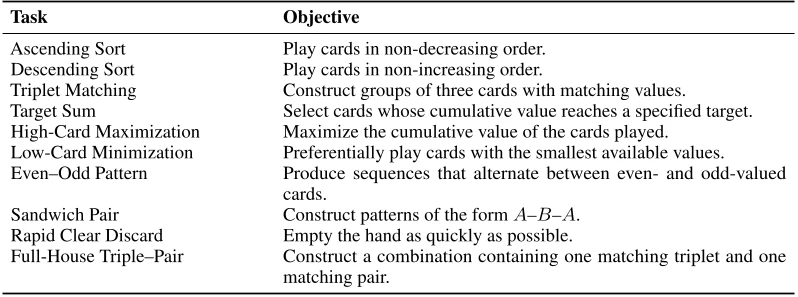 Task Objective
Ascending Sort Play cards in non-decreasing order.
Descending Sort Play cards in non-increasing order.
Triplet Matching Construct groups of three cards with matching values.
Target Sum Select cards whose cumulative value reaches a specified target.
High-Card Maximization Maximize the cumulative value of the cards played.
Low-Card Minimization Preferentially play cards with the smallest available values.
Even–Odd Pattern Produce sequences that alternate between even- and odd-valued
cards.
Sandwich Pair Construct patterns of the form A–B–A.
Rapid Clear Discard Empty the hand as quickly as possible.
Full-House Triple–Pair Construct a combination containing one matching triplet and one
matching pair.